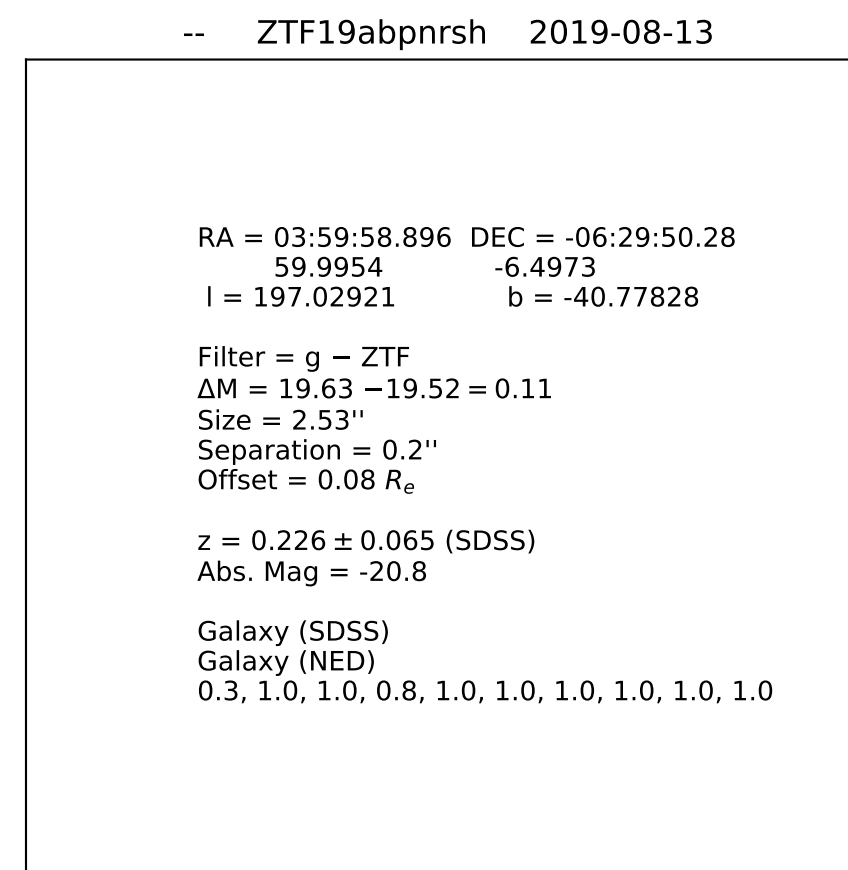 -- ZTF19abpnrsh 2019-08-13
RA = 03:59:58.896 DEC = -06:29:50.28
59.9954 -6.4973
l = 197.02921 b = -40.77828
Filter = g − ZTF
ΔM = 19.63 −19.52 = 0.11
Size = 2.53''
Separation = 0.2''
Offset = 0.08 Rₑ
z = 0.226 ± 0.065 (SDSS)
Abs. Mag = -20.8
Galaxy (SDSS)
Galaxy (NED)
0.3, 1.0, 1.0, 0.8, 1.0, 1.0, 1.0, 1.0, 1.0, 1.0